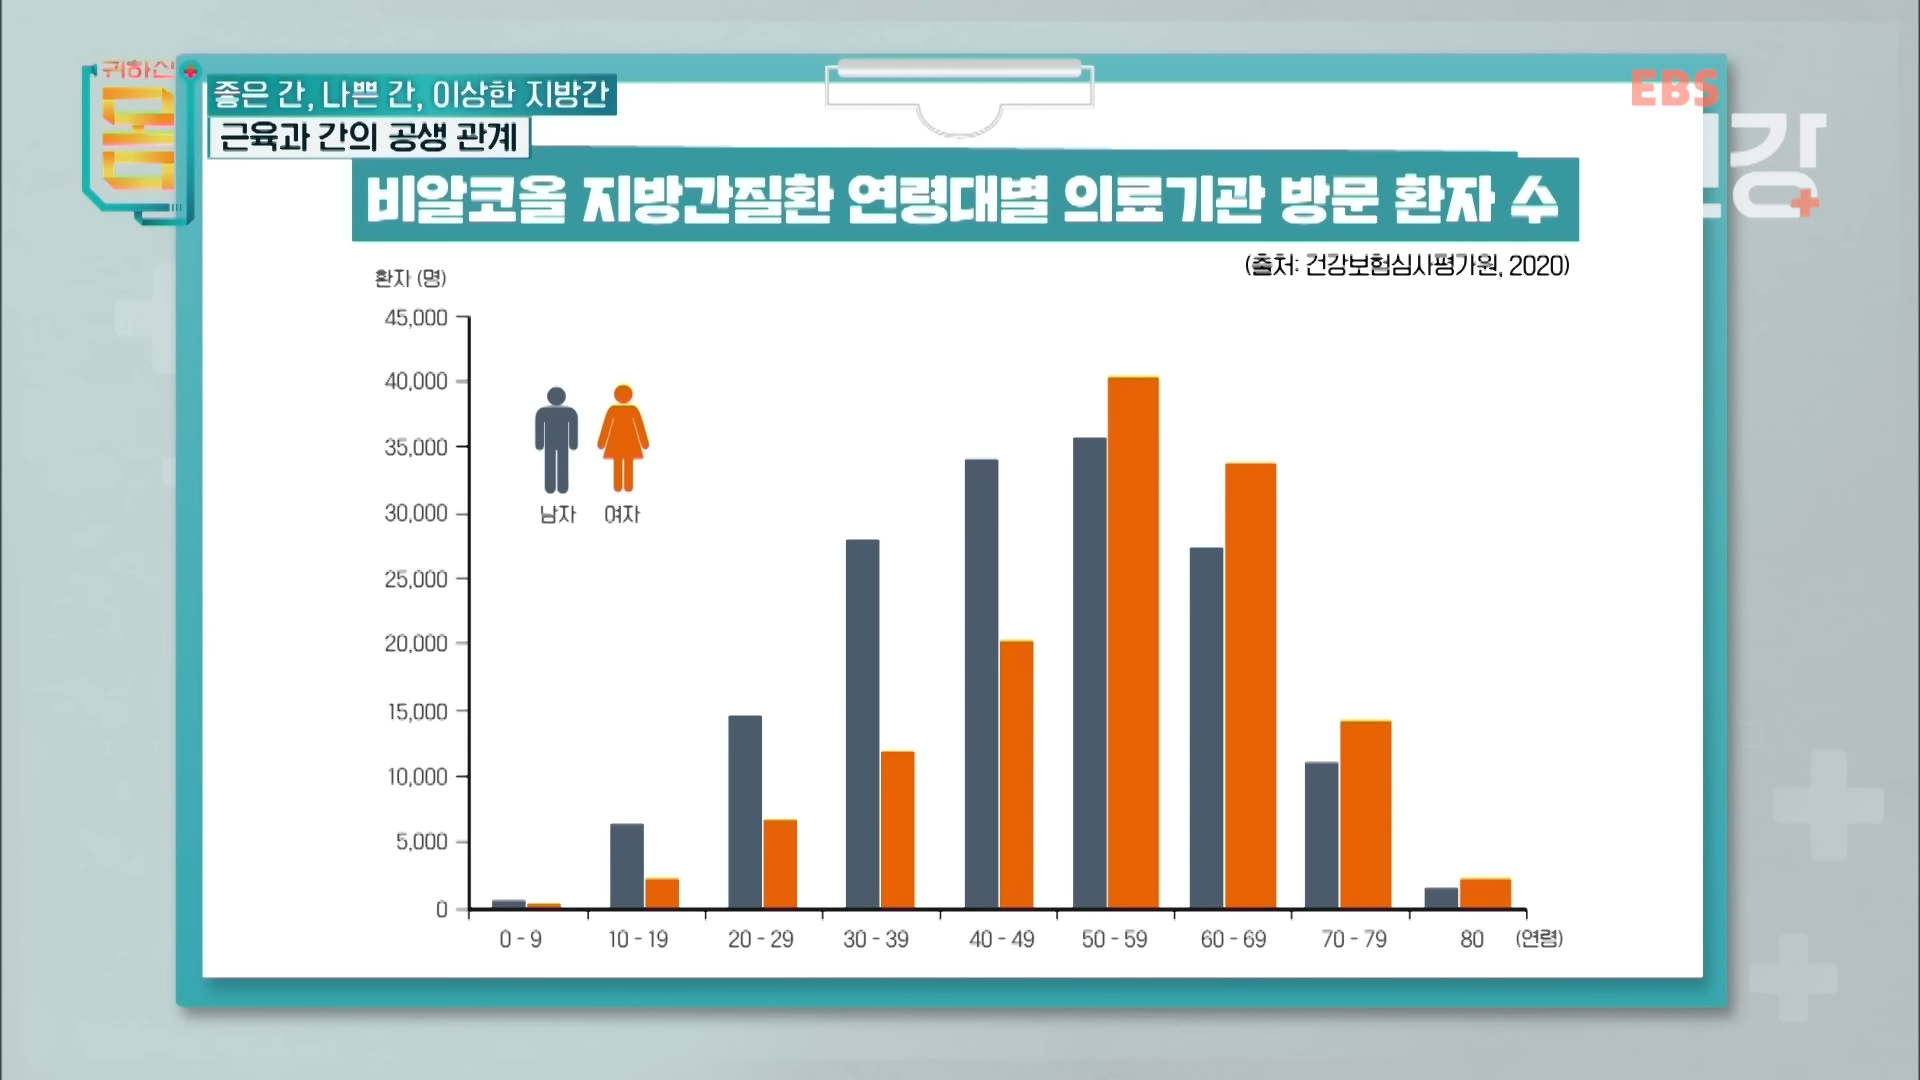 귀하신
몸
좋은 간, 나쁜 간, 이상한 지방간
근육과 간의 공생 관계
EBS
건강
비알코올 지방간질환 연령대별 의료기관 방문 환자 수
(출처: 건강보험심사평가원, 2020)
환자 (명)
45,000
40,000
35,000
30,000
25,000
20,000
15,000
10,000
5,000
0
남자 여자
0 - 9 10 - 19 20 - 29 30 - 39 40 - 49 50 - 59 60 - 69 70 - 79 80 (연령)